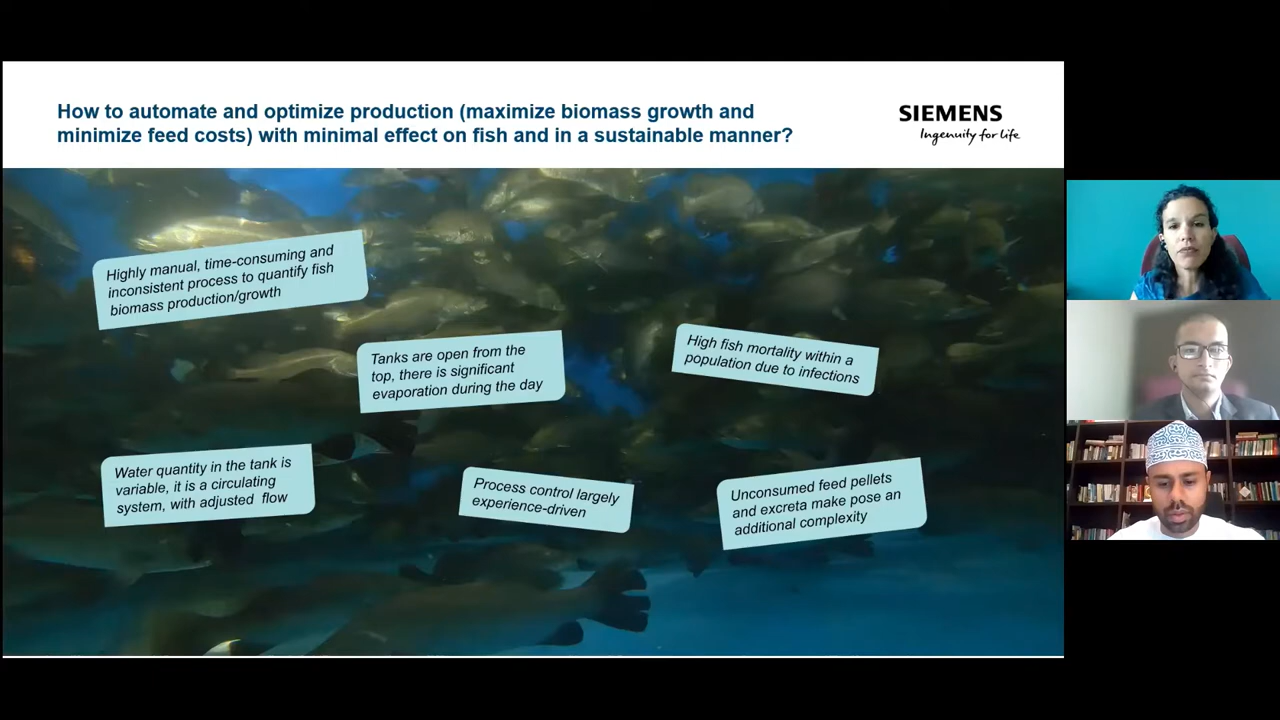 How to automate and optimize production (maximize biomass growth and
minimize feed costs) with minimal effect on fish and in a sustainable manner?
SIEMENS
Ingenuity for life
Highly manual, time-consuming and
inconsistent process to quantify fish
biomass production/growth
Tanks are open from the
top, there is significant
evaporation during the day
High fish mortality within a
population due to infections
Water quantity in the tank is
variable, it is a circulating
system, with adjusted flow
Process control largely
experience-driven
Unconsumed feed pellets
and excreta make pose an
additional complexity